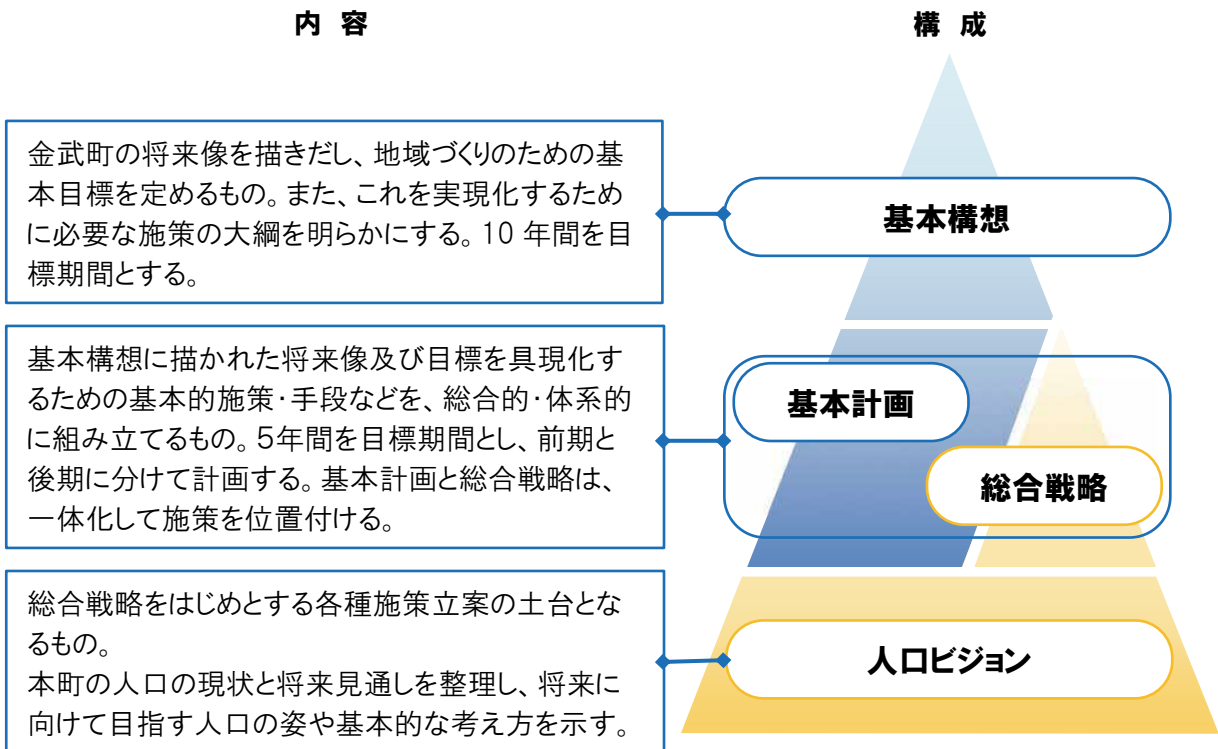 内 容
構 成
金武町の将来像を描きだし、地域づくりのための基
本目標を定めるもの。また、これを実現化するため
に必要な施策の大綱を明らかにする。10 年間を目
標期間とする。
基本構想
基本構想に描かれた将来像及び目標を具現化す
るための基本的施策・手段などを、総合的・体系的
に組み立てるもの。5年間を目標期間とし、前期と
後期に分けて計画する。基本計画と総合戦略は、
一体化して施策を位置付ける。
基本計画
総合戦略
総合戦略をはじめとする各種施策立案の土台とな
るもの。
本町の人口の現状と将来見通しを整理し、将来に
向けて目指す人口の姿や基本的な考え方を示す。
人口ビジョン